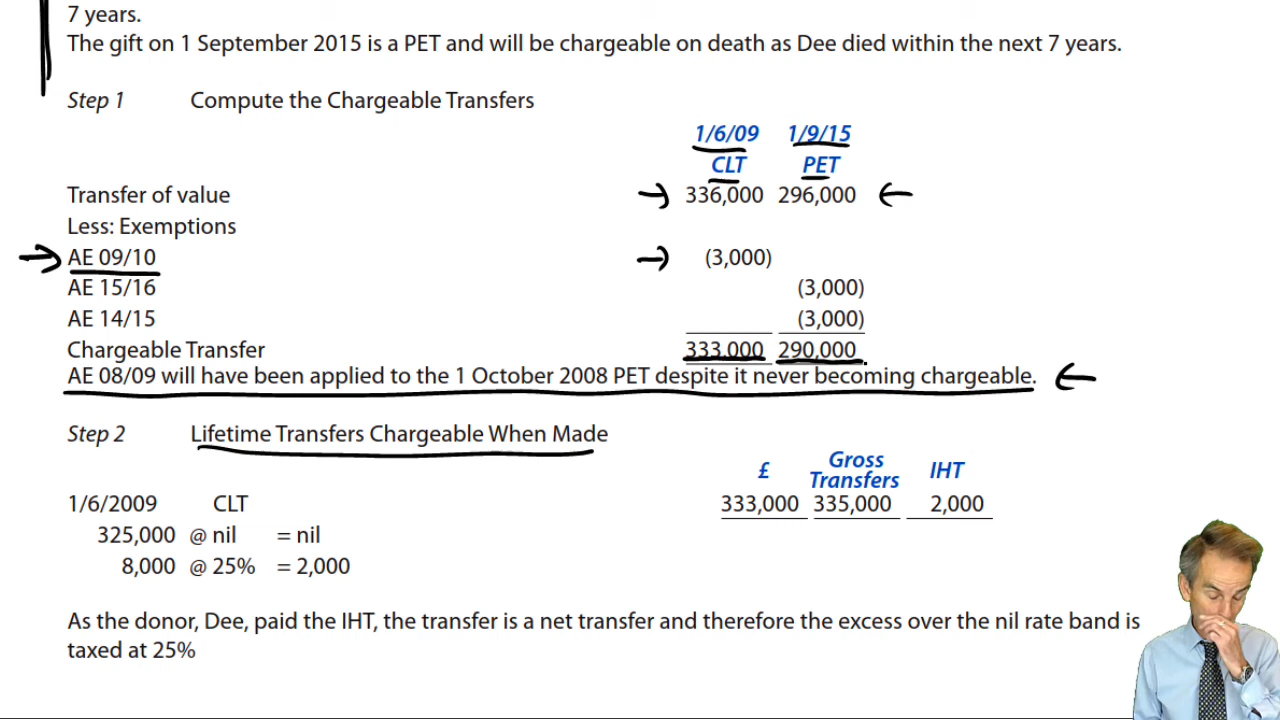 7 years.
The gift on 1 September 2015 is a PET and will be chargeable on death as Dee died within the next 7 years.
Step 1 Compute the Chargeable Transfers
1/6/09 1/9/15
CLT PET
Transfer of value 336,000 296,000
Less: Exemptions
AE 09/10 (3,000)
AE 15/16 (3,000)
AE 14/15 (3,000)
Chargeable Transfer 333,000 290,000
AE 08/09 will have been applied to the 1 October 2008 PET despite it never becoming chargeable.
Step 2 Lifetime Transfers Chargeable When Made
£ Gross Transfers IHT
1/6/2009 CLT 333,000 335,000 2,000
325,000 @ nil = nil
8,000 @ 25% = 2,000
As the donor, Dee, paid the IHT, the transfer is a net transfer and therefore the excess over the nil rate band is
taxed at 25%